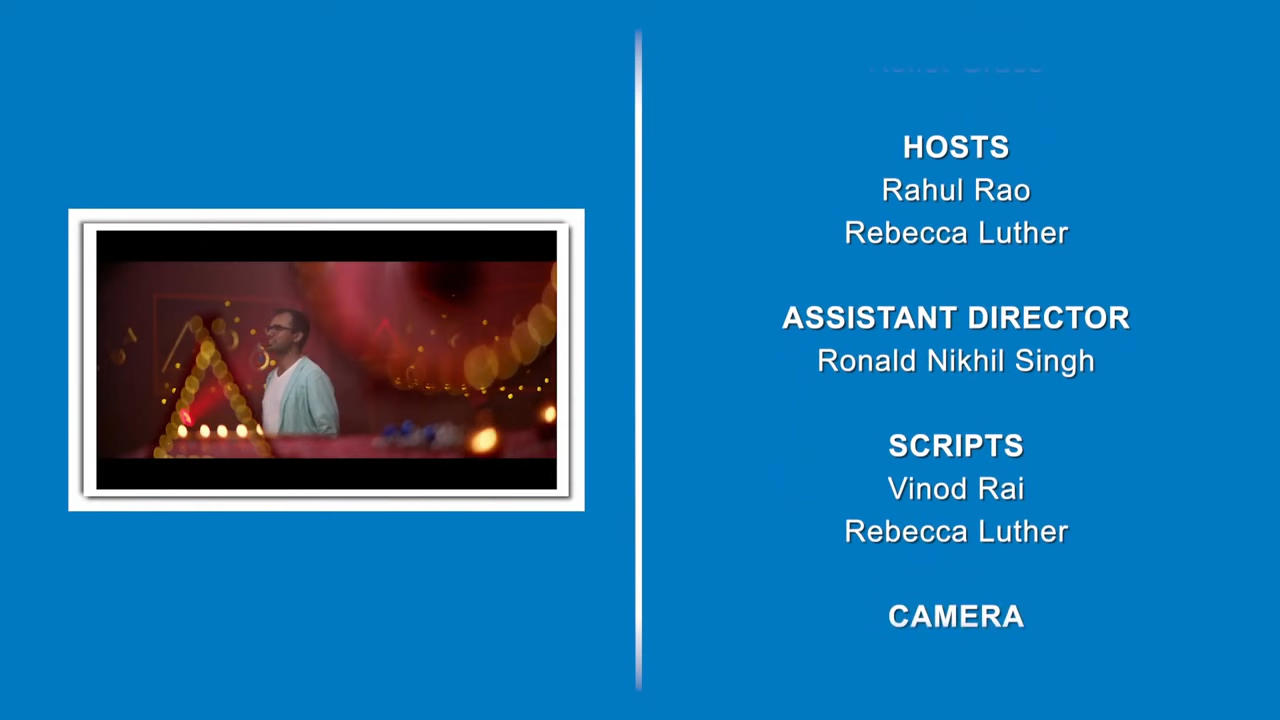 HOSTS
Rahul Rao
Rebecca Luther
ASSISTANT DIRECTOR
Ronald Nikhil Singh
SCRIPTS
Vinod Rai
Rebecca Luther
CAMERA